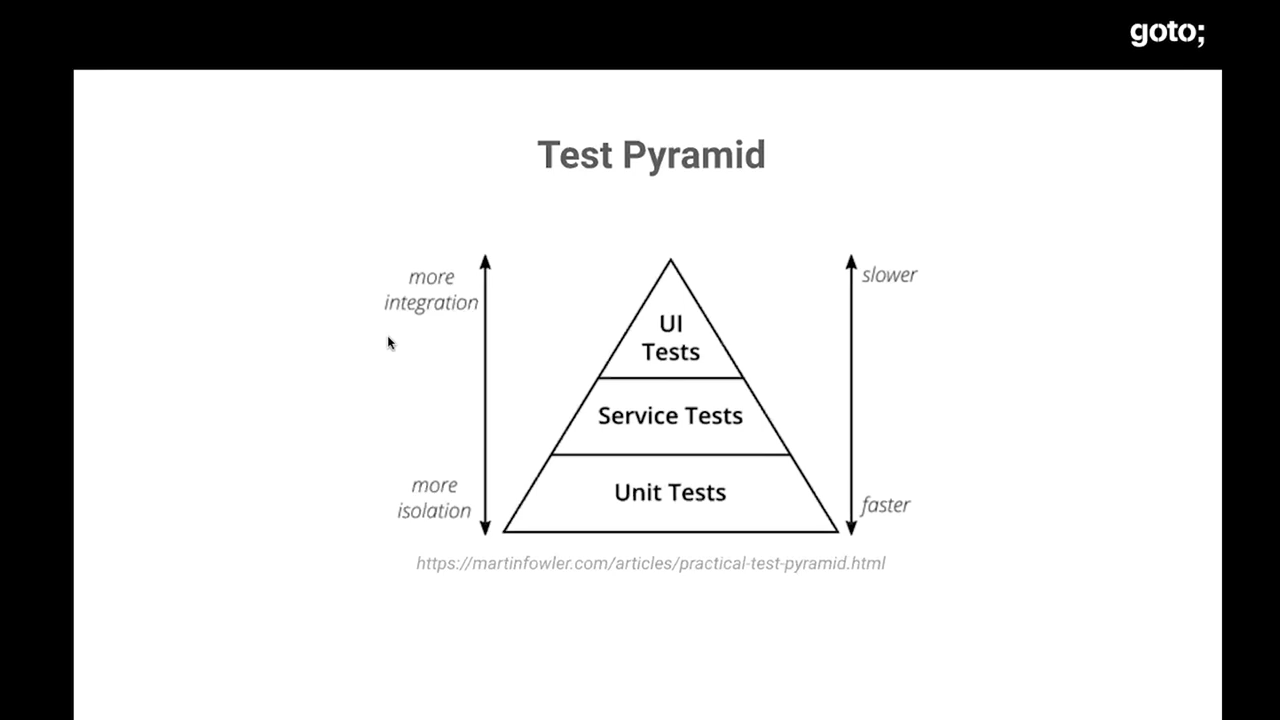 goto;
Test Pyramid
more
integration
slower
UI
Tests
Service Tests
more
isolation
Unit Tests
faster
https://martinfowler.com/articles/practical-test-pyramid.html